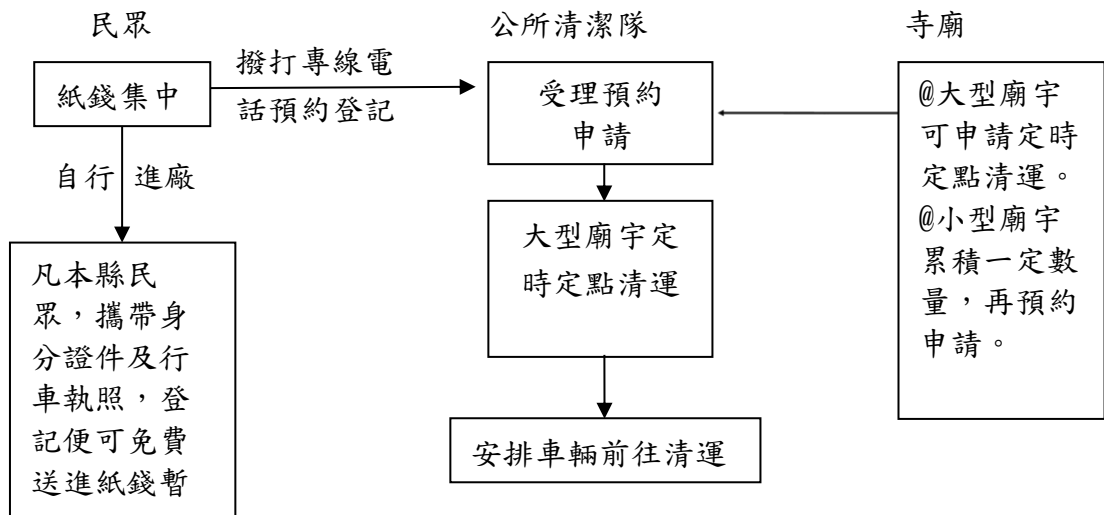 民眾
公所清潔隊
寺廟
紙錢集中
撥打專線電
話預約登記
受理預約
申請
@大型廟宇
可申請定時
定點清運。
@小型廟宇
累積一定數
量，再預約
申請。
自行 進廠
大型廟宇定
時定點清運
凡本縣民
眾，攜帶身
分證件及行
車執照，登
記便可免費
送進紙錢暫
安排車輛前往清運